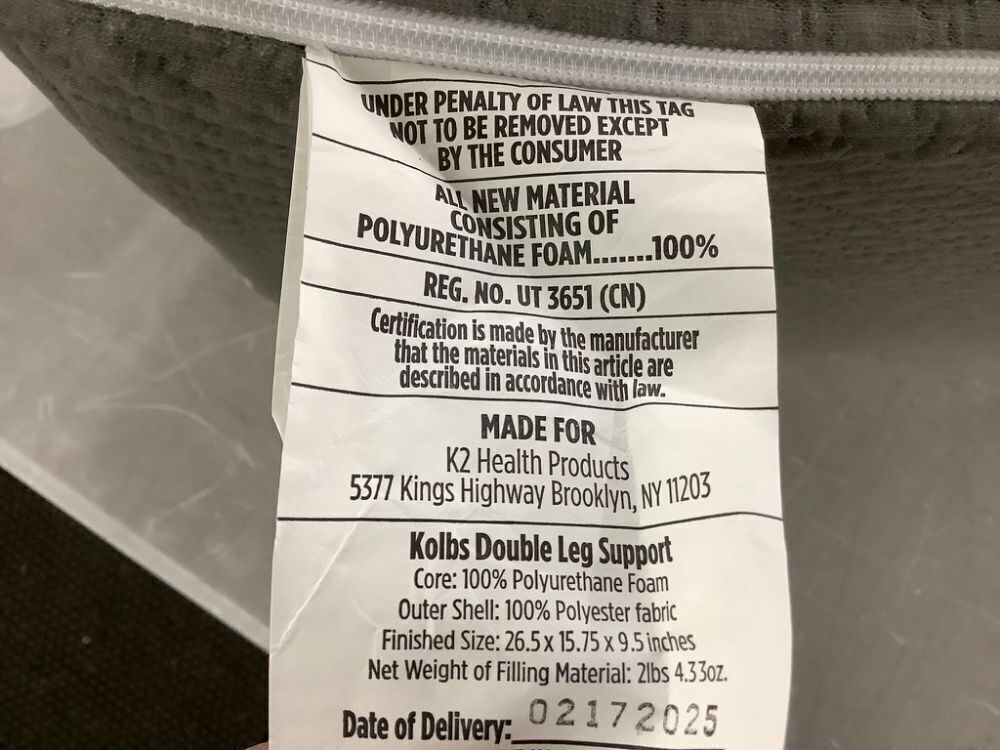 UNDER PENALTY OF LAW THIS TAG
NOT TO BE REMOVED EXCEPT
BY THE CONSUMER
ALL NEW MATERIAL
CONSISTING OF
POLYURETHANE FOAM.......100%
REG. NO. UT 3651 (CN)
Certification is made by the manufacturer
that the materials in this article are
described in accordance with law.
MADE FOR
K2 Health Products
5377 Kings Highway Brooklyn, NY 11203
Kolbs Double Leg Support
Core: 100% Polyurethane Foam
Outer Shell: 100% Polyester fabric
Finished Size: 26.5 x 15.75 x 9.5 inches
Net Weight of Filling Material: 2lbs 4.33oz.
Date of Delivery: 02172025